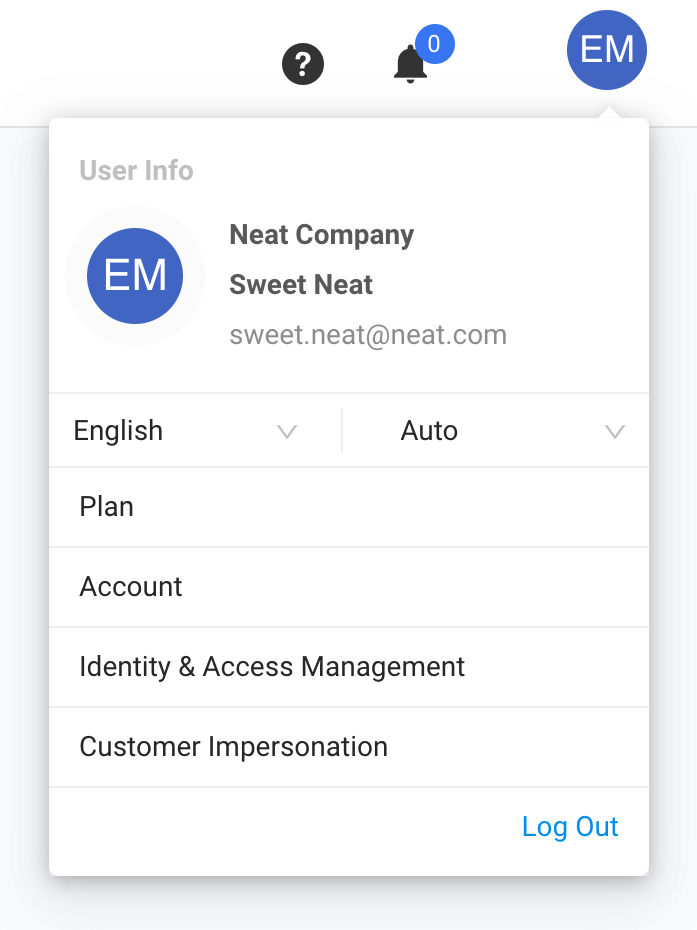 ?
0
EM
User Info
EM
Neat Company
Sweet Neat
sweet.neat@neat.com
English
Auto
Plan
Account
Identity & Access Management
Customer Impersonation
Log Out